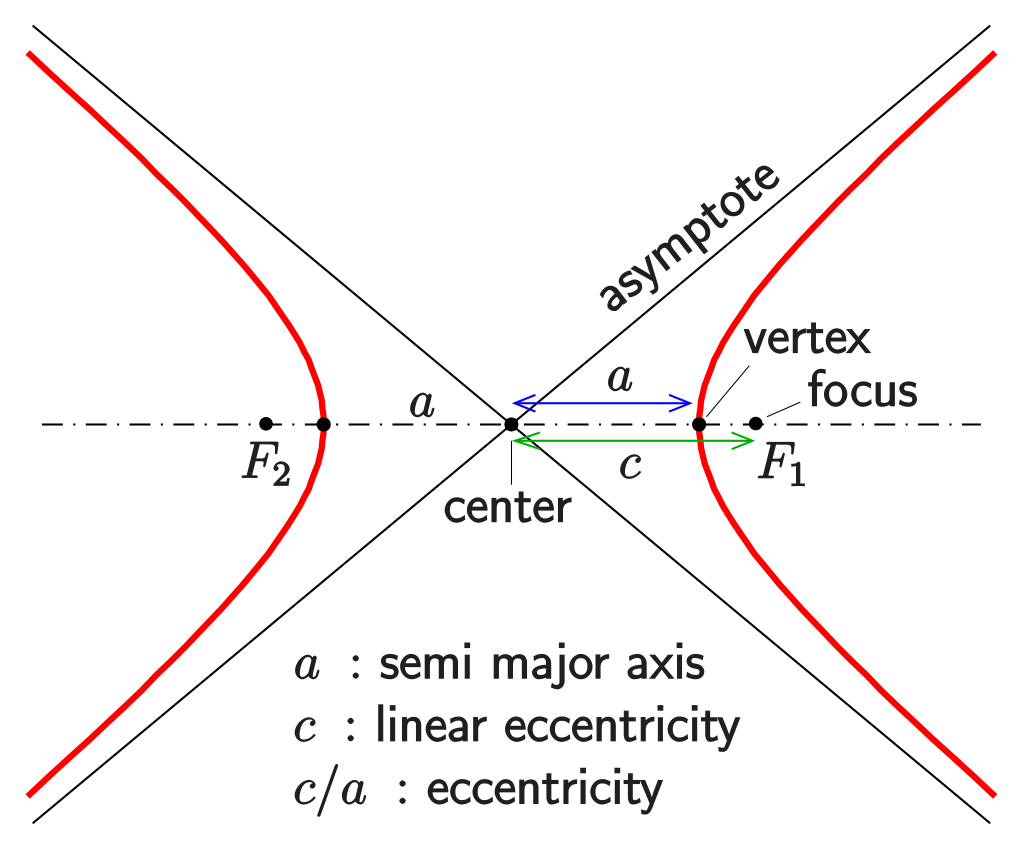 asymptote
vertex
a
focus
a
F₂
c
F₁
center
a : semi major axis
c : linear eccentricity
c/a : eccentricity